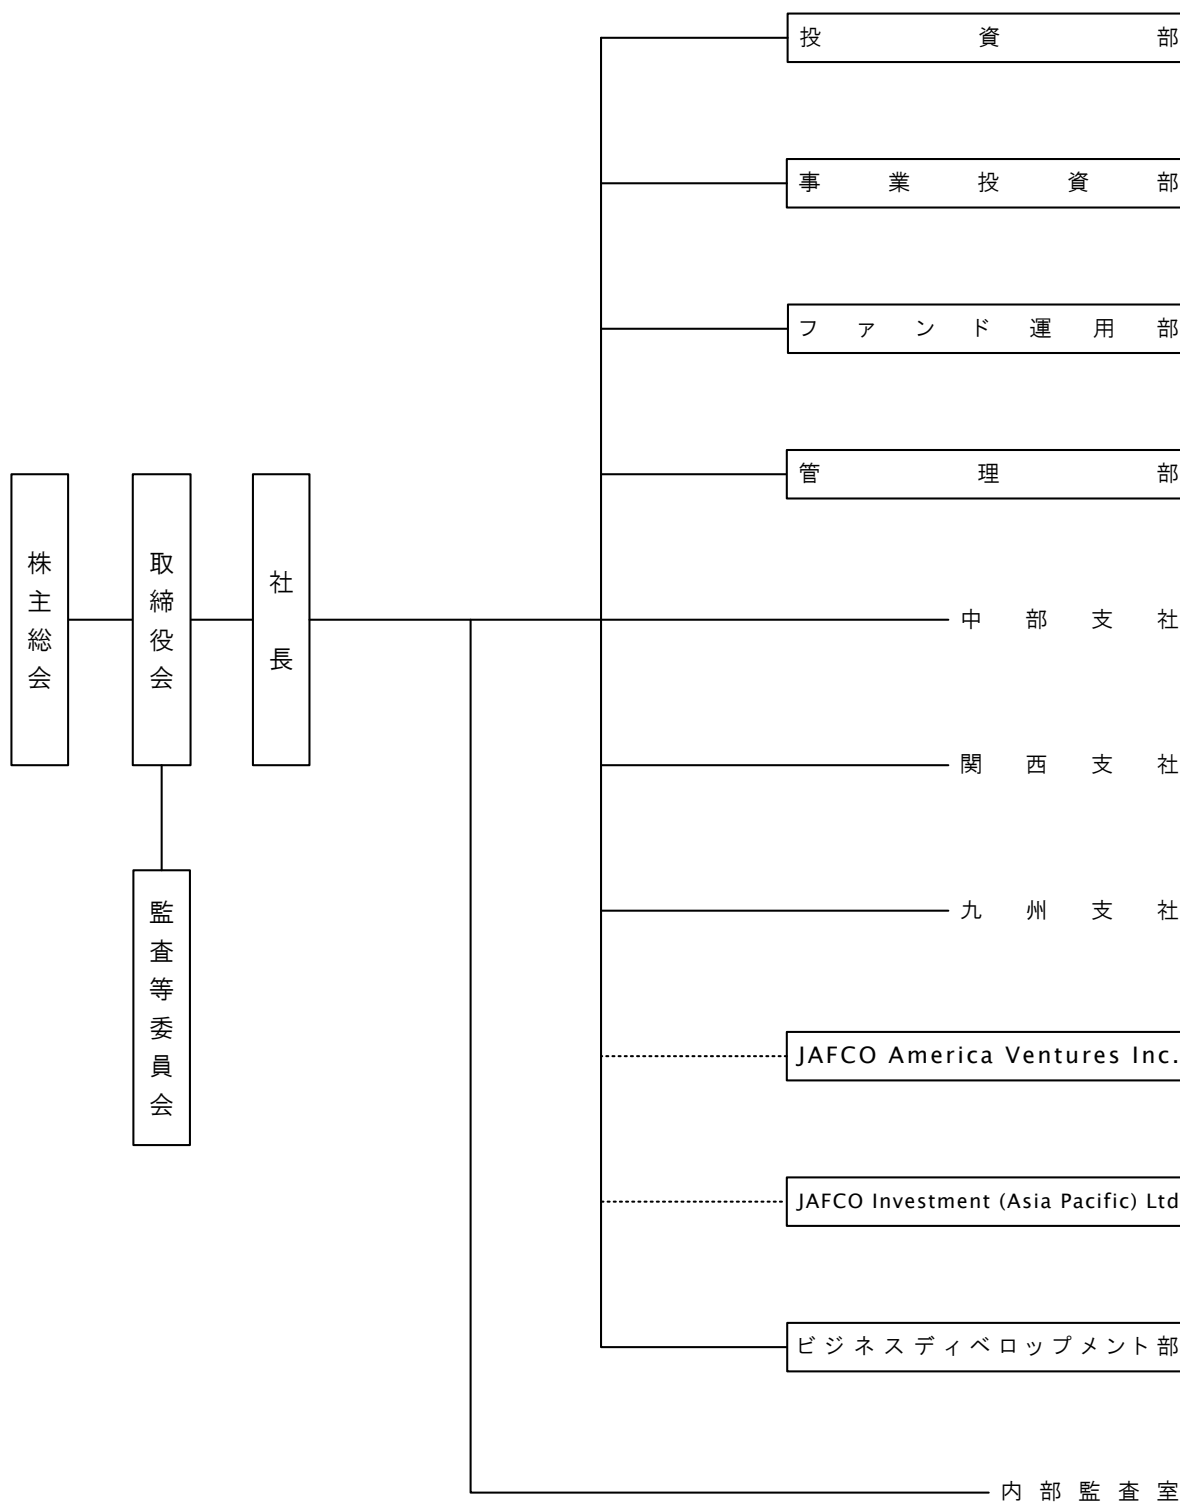 株主総会
取締役会
社長
監査等委員会
投資部
事業投資部
ファンド運用部
管理部
中部支社
関西支社
九州支社
JAFCO America Ventures Inc.
JAFCO Investment (Asia Pacific) Ltd
ビジネスディベロップメント部
内部監査室